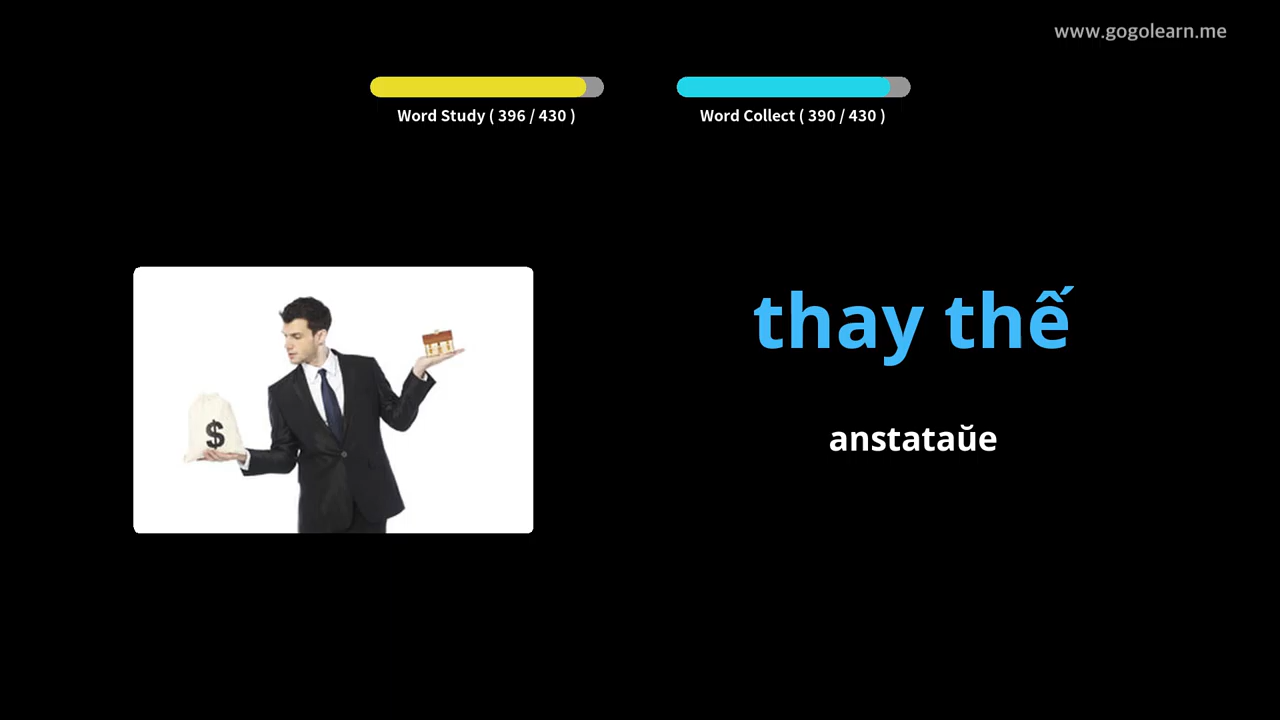 www.gogolearn.me
Word Study ( 396 / 430 )
Word Collect ( 390 / 430 )
thay thế
$
anstataŭe